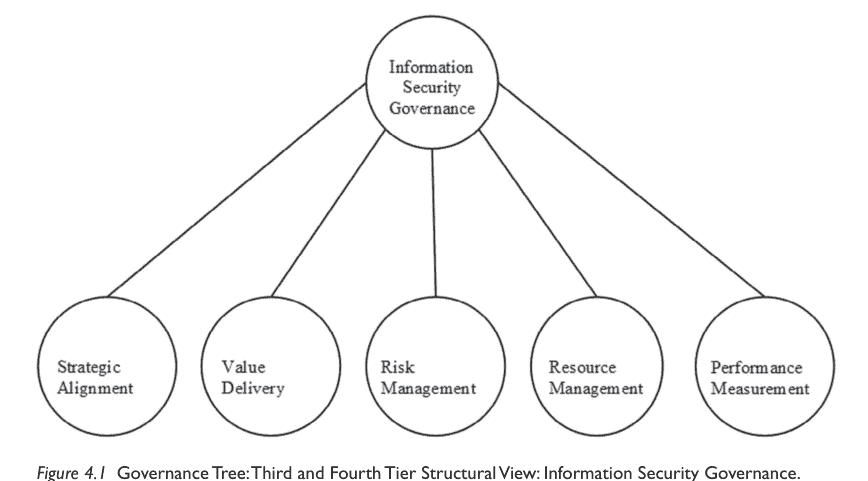 Information
Security
Governance
Strategic
Alignment
Value
Delivery
Risk
Management
Resource
Management
Performance
Measurement
Figure 4.1 Governance Tree: Third and Fourth Tier Structural View: Information Security Governance.